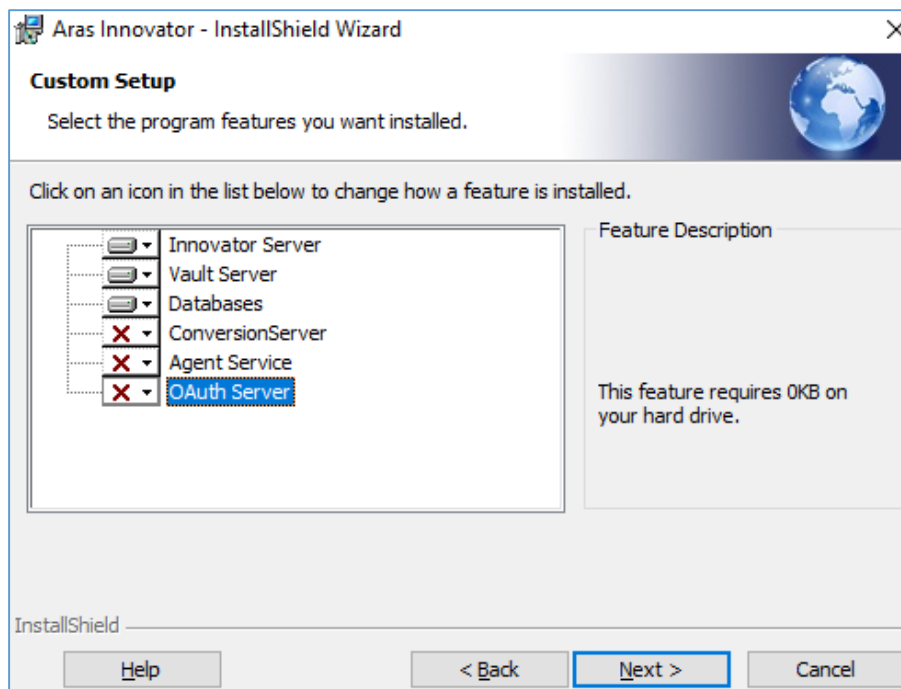 Aras Innovator - InstallShield Wizard
Custom Setup
Select the program features you want installed.
Click on an icon in the list below to change how a feature is installed.
Innovator Server
Vault Server
Databases
ConversionServer
Agent Service
OAuth Server
Feature Description
This feature requires 0KB on
your hard drive.
InstallShield
Help
< Back
Next >
Cancel